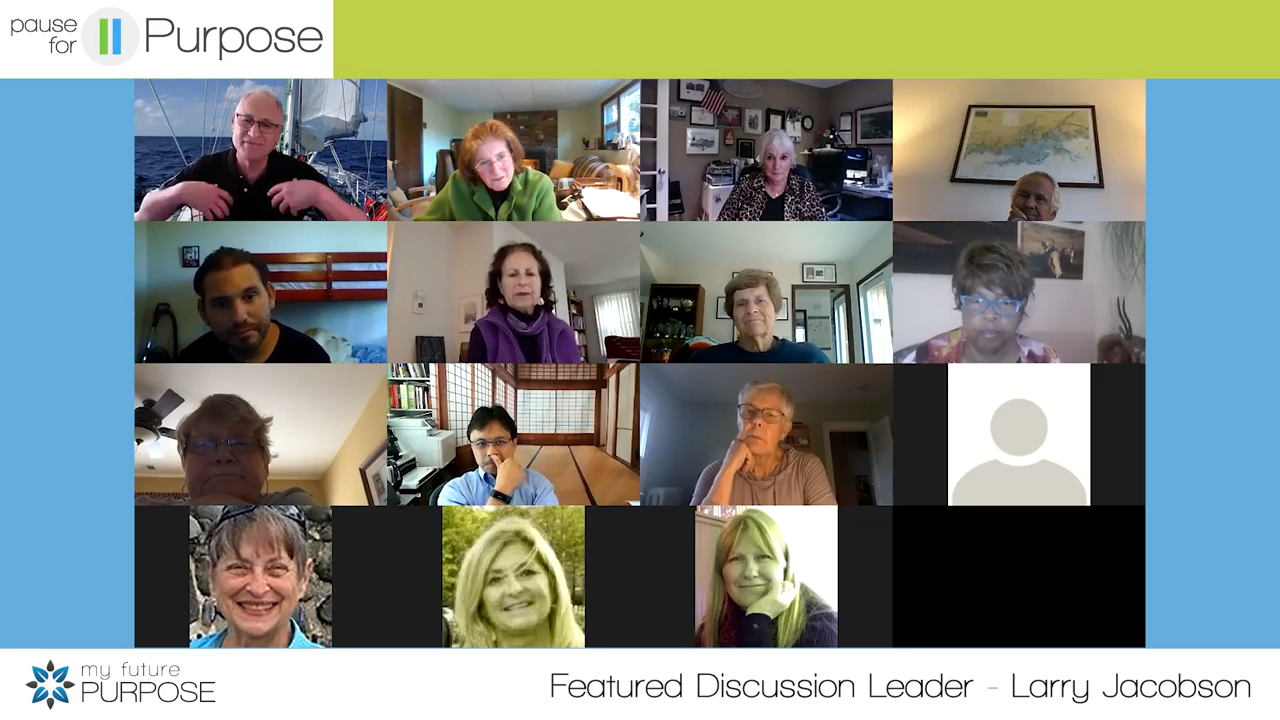 pause
for
Purpose
my future
PURPOSE
Featured Discussion Leader - Larry Jacobson